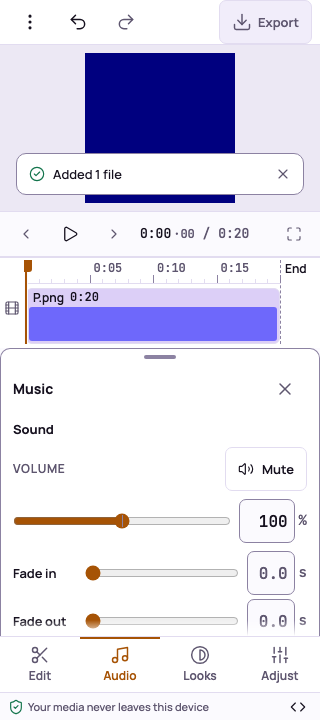 Export
Added 1 file
0:00·00 / 0:20
0:05 0:10 0:15 End
P.png 0:20
Music
Sound
VOLUME Mute
100 %
Fade in 0.0 s
Fade out 0.0 s
Edit Audio Looks Adjust
Your media never leaves this device